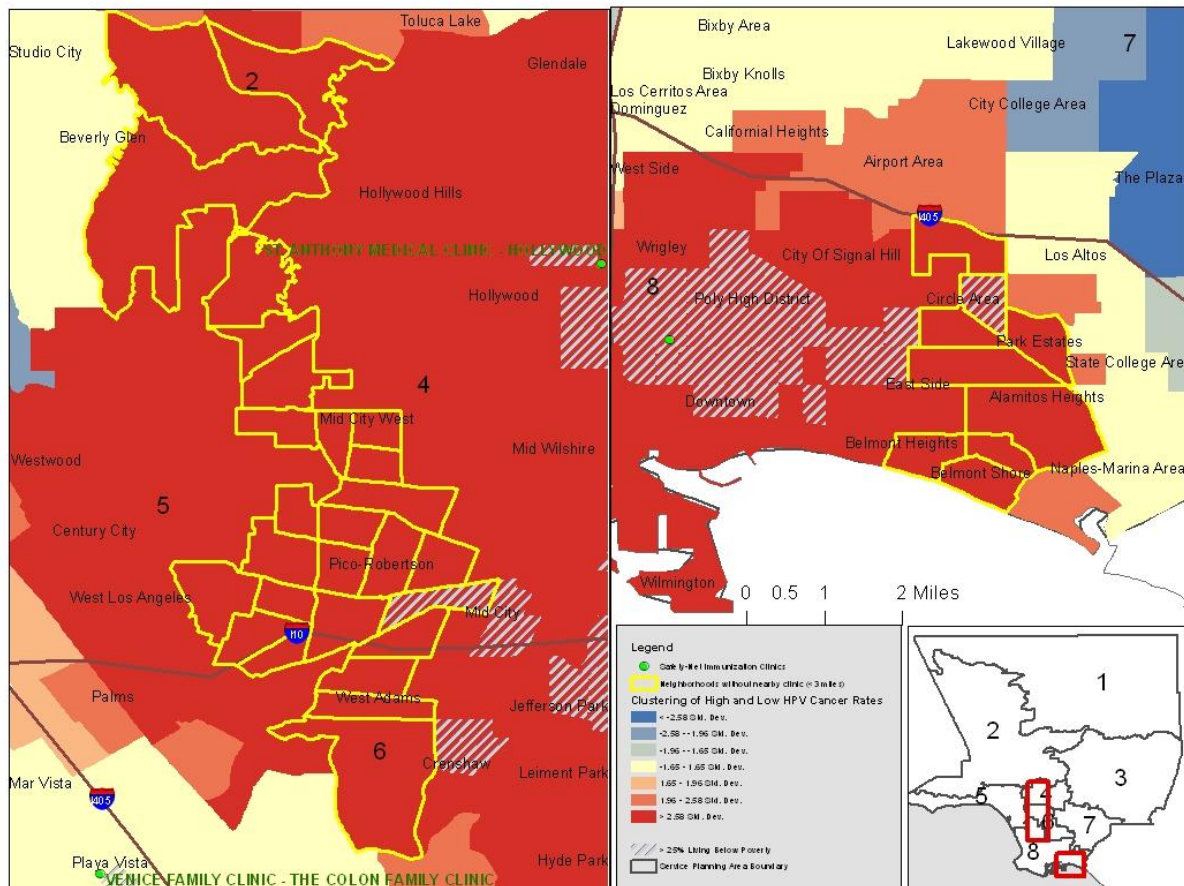 Toluca Lake
Studio City
Glendale
2
Beverly Glen
Hollywood Hills
ST. ANTHONY MEDICAL CLINIC - HOLLYWOOD
Hollywood
4
Mid City West
Mid Wilshire
Westwood
5
Century City
Pico-Robertson
West Los Angeles
Mid City
I10
Palms
West Adams
Jefferson Park
6
Crenshaw
Leiment Park
Mar Vista
I405
Hyde Park
Playa Vista
VENICE FAMILY CLINIC - THE COLON FAMILY CLINIC
Bixby Area
Lakewood Village
7
Bixby Knolls
Los Cerritos Area
Dominguez
City College Area
Californial Heights
Airport Area
West Side
The Plaza
I405
Wrigley
City Of Signal Hill
Los Altos
8
Poly High District
Circle Area
Park Estates
State College Area
East Side
Downtown
Alamitos Heights
Belmont Heights
Belmont Shore
Naples-Marina Area
Wilmington
0 0.5 1 2 Miles
Legend
Safety-Net Immunization Clinics
Neighborhoods without nearby clinic (< 3 miles)
Clustering of High and Low HPV Cancer Rates
< -2.58 Std. Dev.
-2.58 - -1.96 Std. Dev.
-1.96 - -1.65 Std. Dev.
-1.65 - 1.65 Std. Dev.
1.65 - 1.96 Std. Dev.
1.96 - 2.58 Std. Dev.
> 2.58 Std. Dev.
> 25% Living Below Poverty
Service Planning Area Boundary
1
2
3
4
5
6
7
8